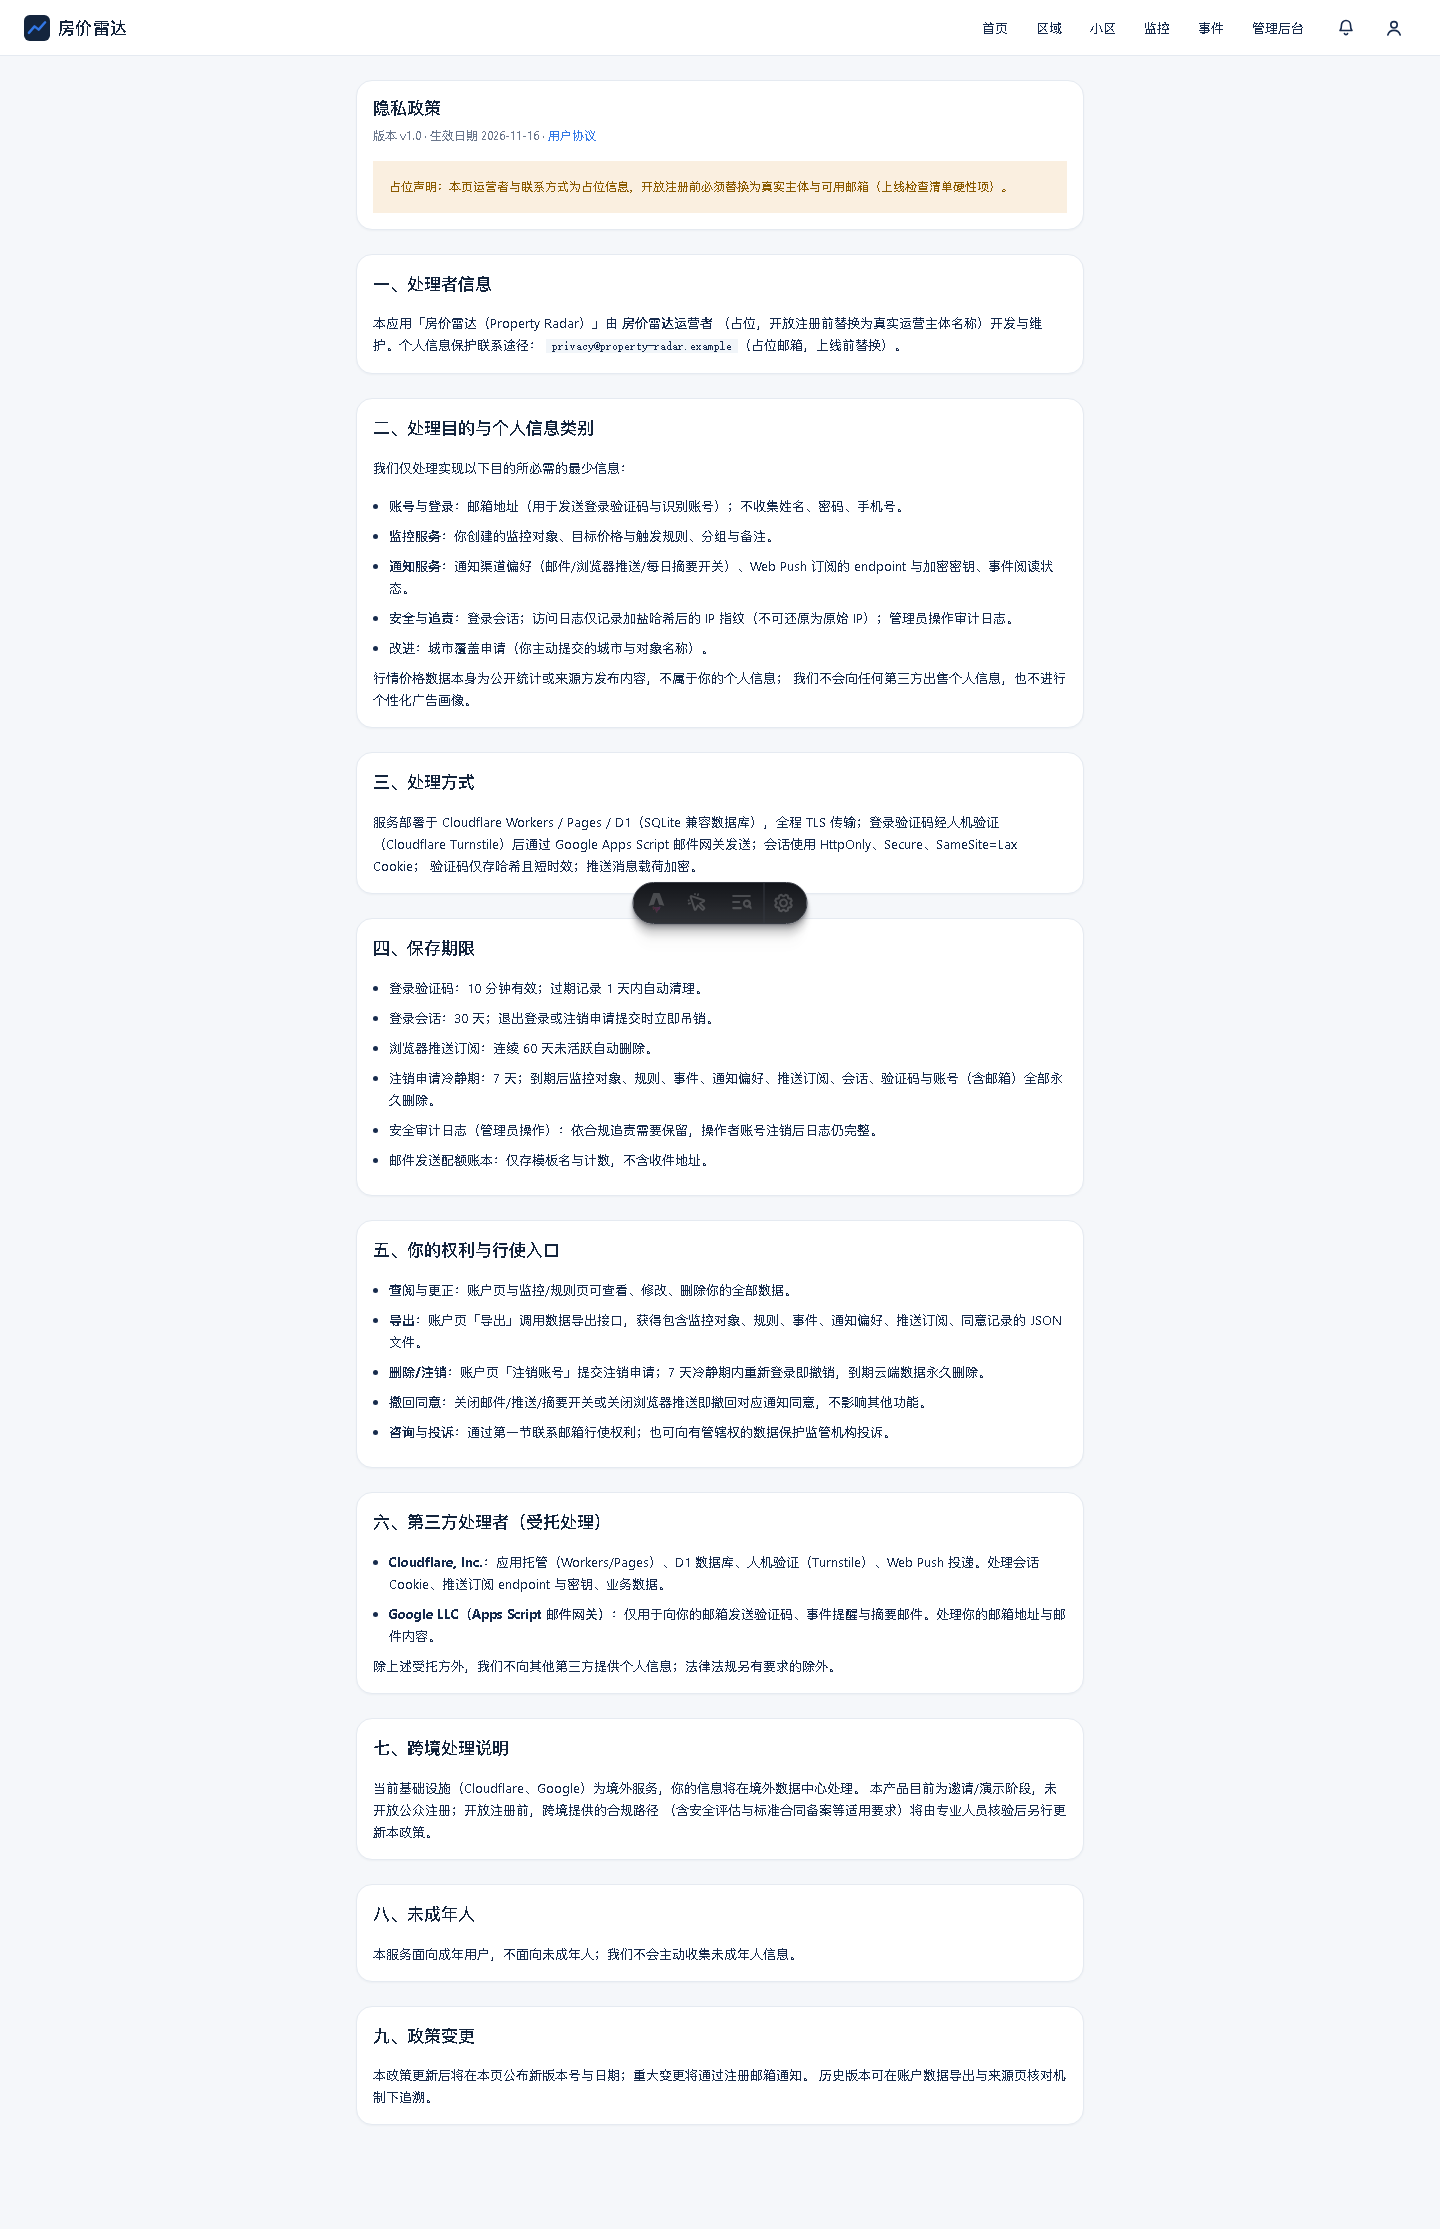 房价雷达
首页 区域 小区 监控 事件 管理后台
隐私政策
版本 v1.0 · 生效日期 2026-11-16 · 用户协议
占位声明：本页运营者与联系方式为占位信息，开放注册前必须替换为真实主体与可用邮箱（上线检查清单硬性项）。
一、处理者信息
本应用「房价雷达（Property Radar）」由 房价雷达运营者 （占位，开放注册前替换为真实运营主体名称）开发与维
护。个人信息保护联系途径： privacy@property-radar.example（占位邮箱，上线前替换）。
二、处理目的与个人信息类别
我们仅处理实现以下目的所必需的最少信息：
• 账号与登录：邮箱地址（用于发送登录验证码与识别账号）；不收集姓名、密码、手机号。
• 监控服务：你创建的监控对象、目标价格与触发规则、分组与备注。
• 通知服务：通知渠道偏好（邮件/浏览器推送/每日摘要开关）、Web Push 订阅的 endpoint 与加密密钥、事件阅读状
态。
• 安全与追责：登录会话；访问日志仅记录加盐哈希后的 IP 指纹（不可还原为原始 IP）；管理员操作审计日志。
• 改进：城市覆盖申请（你主动提交的城市与对象名称）。
行情价格数据本身为公开统计或来源方发布内容，不属于你的个人信息； 我们不会向任何第三方出售个人信息，也不进行
个性化广告画像。
三、处理方式
服务部署于 Cloudflare Workers / Pages / D1（SQLite 兼容数据库），全程 TLS 传输；登录验证码经人机验证
（Cloudflare Turnstile）后通过 Google Apps Script 邮件网关发送；会话使用 HttpOnly、Secure、SameSite=Lax
Cookie； 验证码仅存哈希且短时效；推送消息载荷加密。
四、保存期限
• 登录验证码：10 分钟有效；过期记录 1 天内自动清理。
• 登录会话：30 天；退出登录或注销申请提交时立即吊销。
• 浏览器推送订阅：连续 60 天未活跃自动删除。
• 注销申请冷静期：7 天；到期后监控对象、规则、事件、通知偏好、推送订阅、会话、验证码与账号（含邮箱）全部永
久删除。
• 安全审计日志（管理员操作）：依合规追责需要保留，操作者账号注销后日志仍完整。
• 邮件发送配额账本：仅存模板名与计数，不含收件地址。
五、你的权利与行使入口
• 查阅与更正：账户页与监控/规则页可查看、修改、删除你的全部数据。
• 导出：账户页「导出」调用数据导出接口，获得包含监控对象、规则、事件、通知偏好、推送订阅、同意记录的 JSON
文件。
• 删除/注销：账户页「注销账号」提交注销申请；7 天冷静期内重新登录即撤销，到期云端数据永久删除。
• 撤回同意：关闭邮件/推送/摘要开关或关闭浏览器推送即撤回对应通知同意，不影响其他功能。
• 咨询与投诉：通过第一节联系邮箱行使权利；也可向有管辖权的数据保护监管机构投诉。
六、第三方处理者（受托处理）
• Cloudflare, Inc.：应用托管（Workers/Pages）、D1 数据库、人机验证（Turnstile）、Web Push 投递。处理会话
Cookie、推送订阅 endpoint 与密钥、业务数据。
• Google LLC（Apps Script 邮件网关）：仅用于向你的邮箱发送验证码、事件提醒与摘要邮件。处理你的邮箱地址与邮
件内容。
除上述受托方外，我们不向其他第三方提供个人信息；法律法规另有要求的除外。
七、跨境处理说明
当前基础设施（Cloudflare、Google）为境外服务，你的信息将在境外数据中心处理。 本产品目前为邀请/演示阶段，未
开放公众注册；开放注册前，跨境提供的合规路径 （含安全评估与标准合同备案等适用要求）将由专业人员核验后另行更
新本政策。
八、未成年人
本服务面向成年用户，不面向未成年人；我们不会主动收集未成年人信息。
九、政策变更
本政策更新后将在本页公布新版本号与日期；重大变更将通过注册邮箱通知。 历史版本可在账户数据导出与来源页核对机
制下追溯。